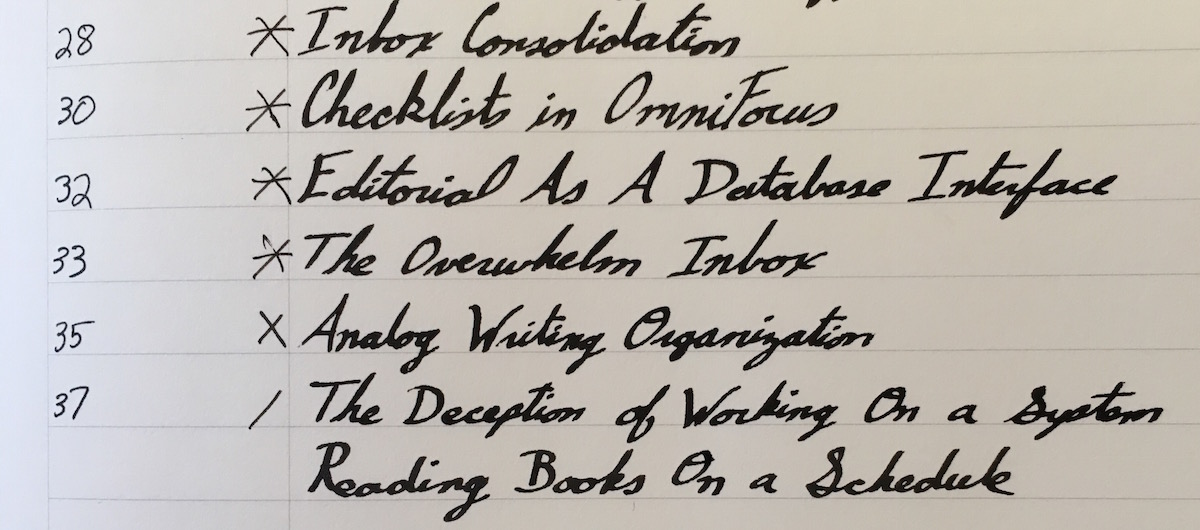 28 * Inbox Consolidation
30 * Checklists in OmniFocus
32 * Editorial As A Database Interface
33 * The Overwhelm Inbox
35 X Analog Writing Organization
37 / The Deception of Working On a System
Reading Books On a Schedule